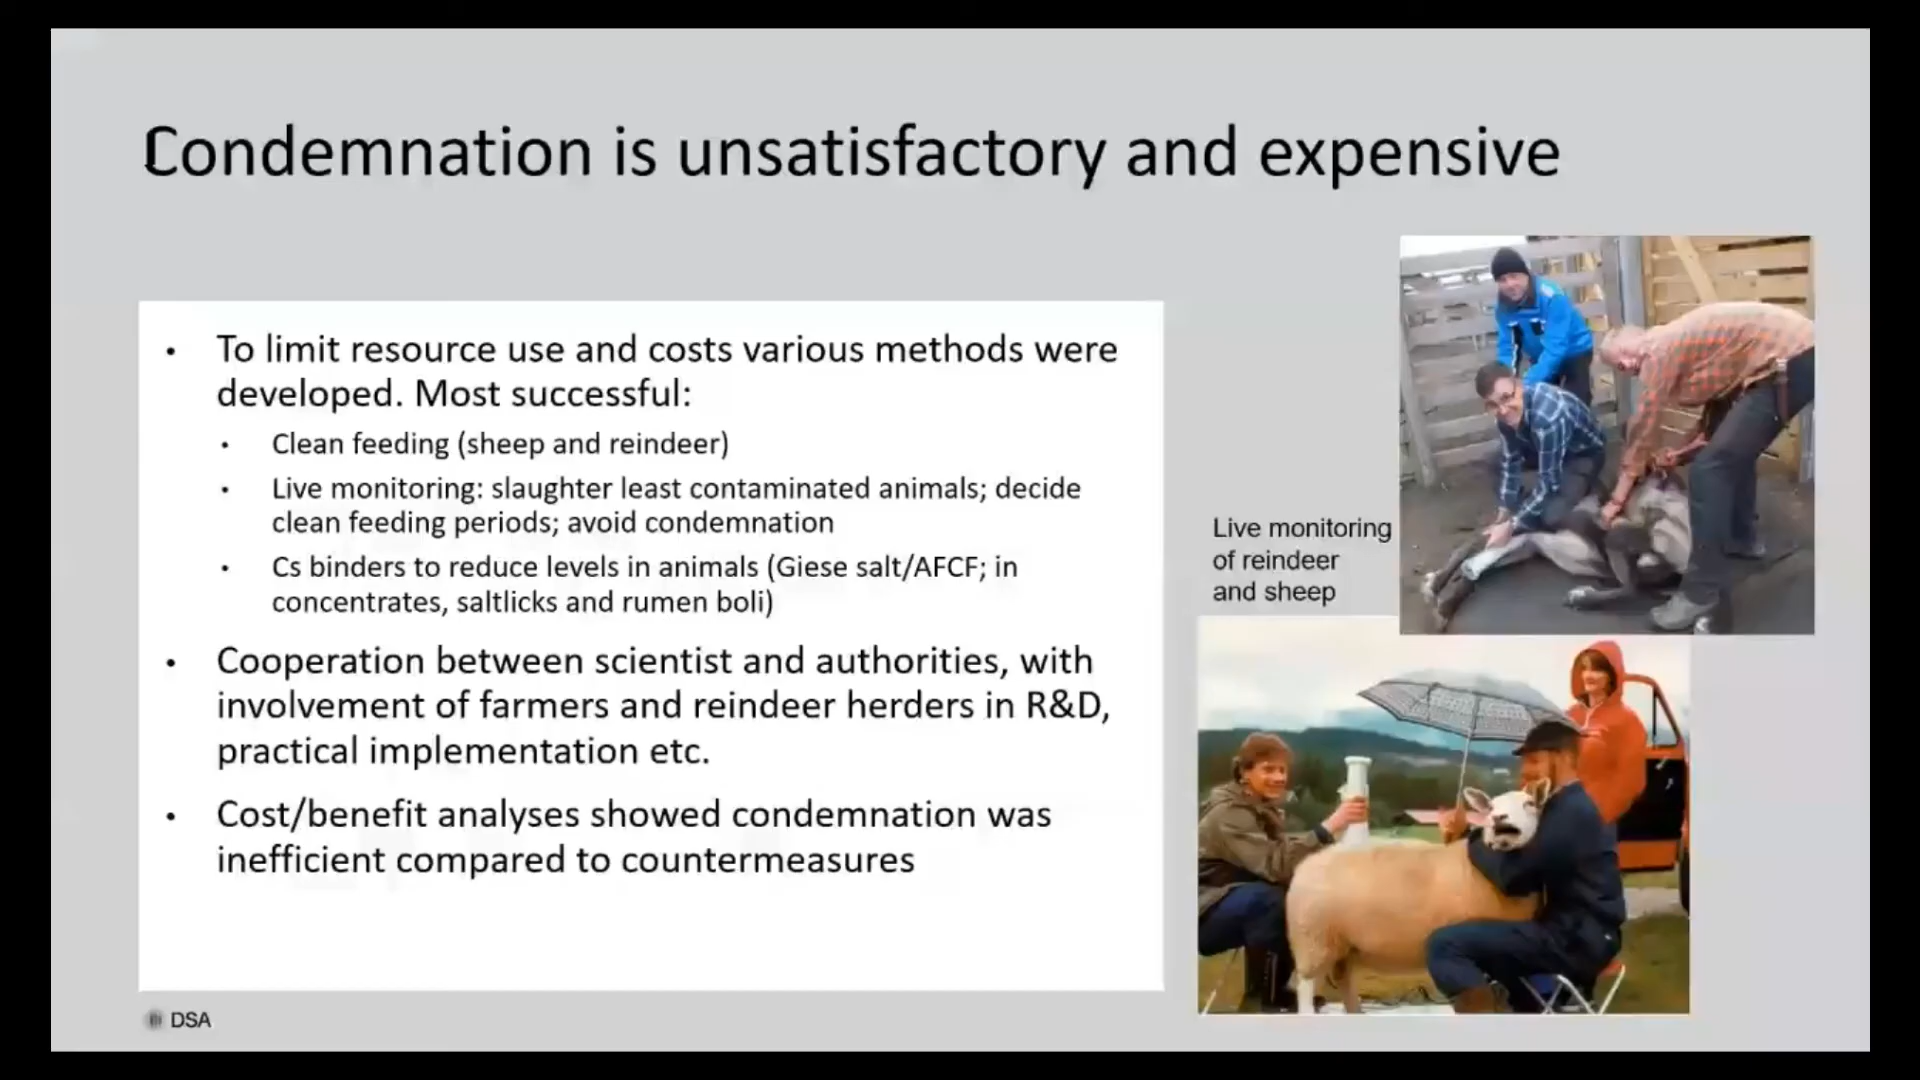 Condemnation is unsatisfactory and expensive
• To limit resource use and costs various methods were
developed. Most successful:
• Clean feeding (sheep and reindeer)
• Live monitoring: slaughter least contaminated animals; decide
clean feeding periods; avoid condemnation
• Cs binders to reduce levels in animals (Giese salt/AFCF; in
concentrates, saltlicks and rumen boli)
• Cooperation between scientist and authorities, with
involvement of farmers and reindeer herders in R&D,
practical implementation etc.
• Cost/benefit analyses showed condemnation was
inefficient compared to countermeasures
Live monitoring
of reindeer
and sheep
DSA